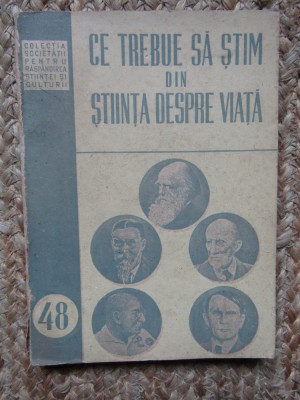 COLECȚIA
SOCIETĂȚII
PENTRU
RĂSPÂNDIREA
ȘTIINȚEI ȘI
CULTURII
CE TREBUE SĂ ȘTIM
DIN
ȘTIINȚA DESPRE VIAȚĂ
48